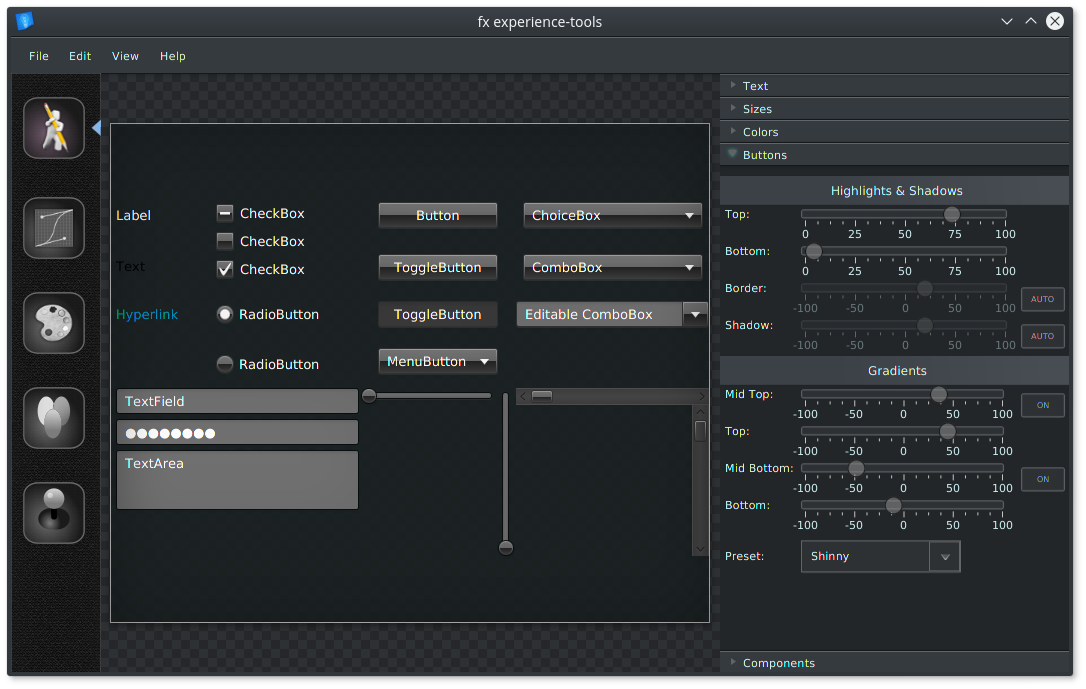 fx experience-tools
File Edit View Help
Label
Text
Hyperlink
CheckBox
CheckBox
CheckBox
RadioButton
RadioButton
Button
ToggleButton
ToggleButton
MenuButton
ChoiceBox
ComboBox
Editable ComboBox
TextField
TextArea
Text
Sizes
Colors
Buttons
Highlights & Shadows
Top:
0 25 50 75 100
Bottom:
0 25 50 75 100
Border:
-100 -50 0 50 100
AUTO
Shadow:
-100 -50 0 50 100
AUTO
Gradients
Mid Top:
-100 -50 0 50 100
ON
Top:
-100 -50 0 50 100
Mid Bottom:
-100 -50 0 50 100
ON
Bottom:
-100 -50 0 50 100
Preset: Shinny
Components